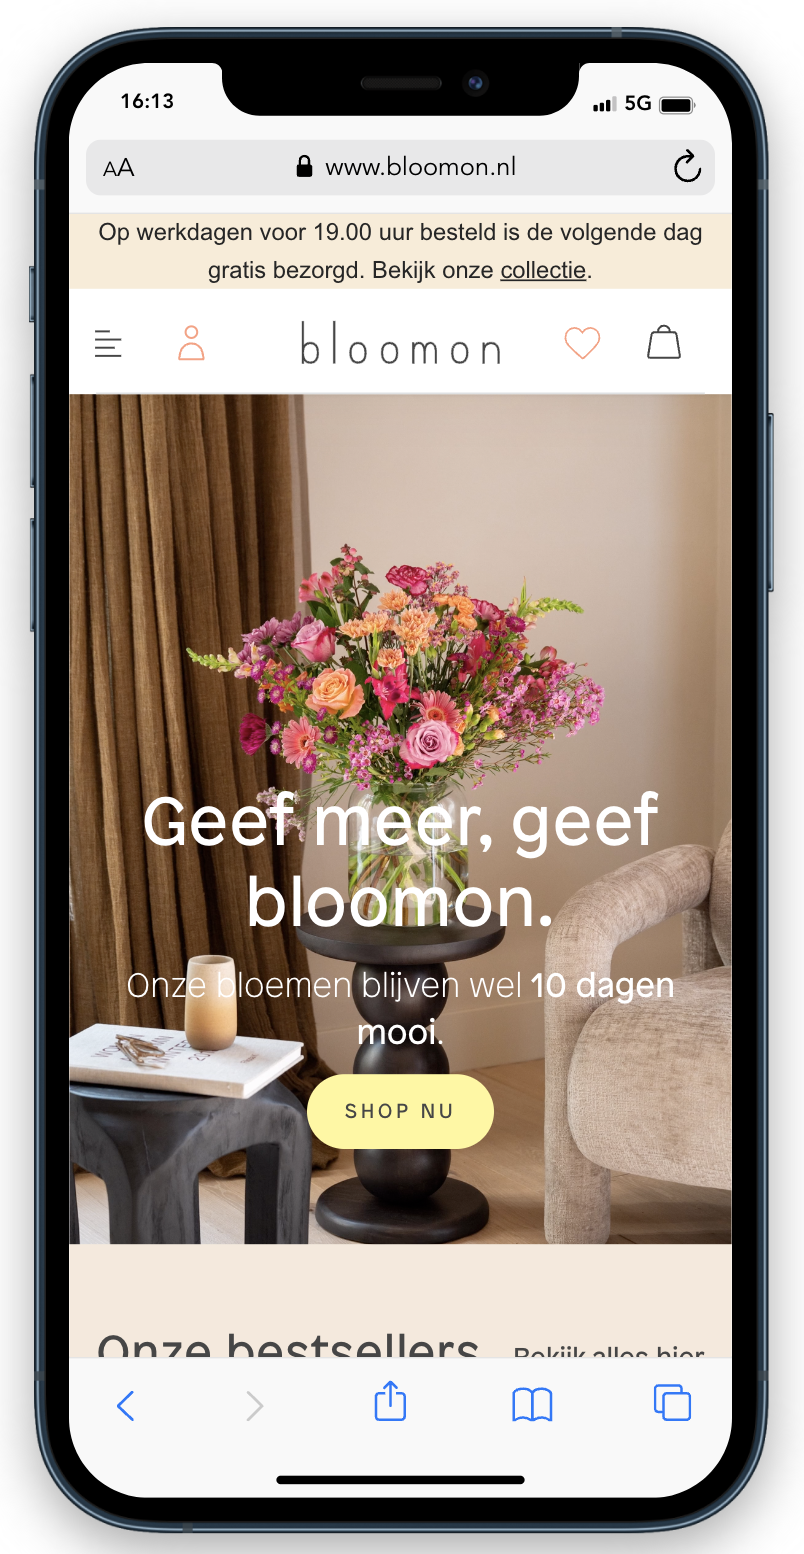 16:13
5G
AA
www.bloomon.nl
Op werkdagen voor 19.00 uur besteld is de volgende dag
gratis bezorgd. Bekijk onze collectie.
bloomon
Geef meer, geef
bloomon.
Onze bloemen blijven wel 10 dagen
mooi.
SHOP NU
Onze bestsellers
Bekijk alles hier